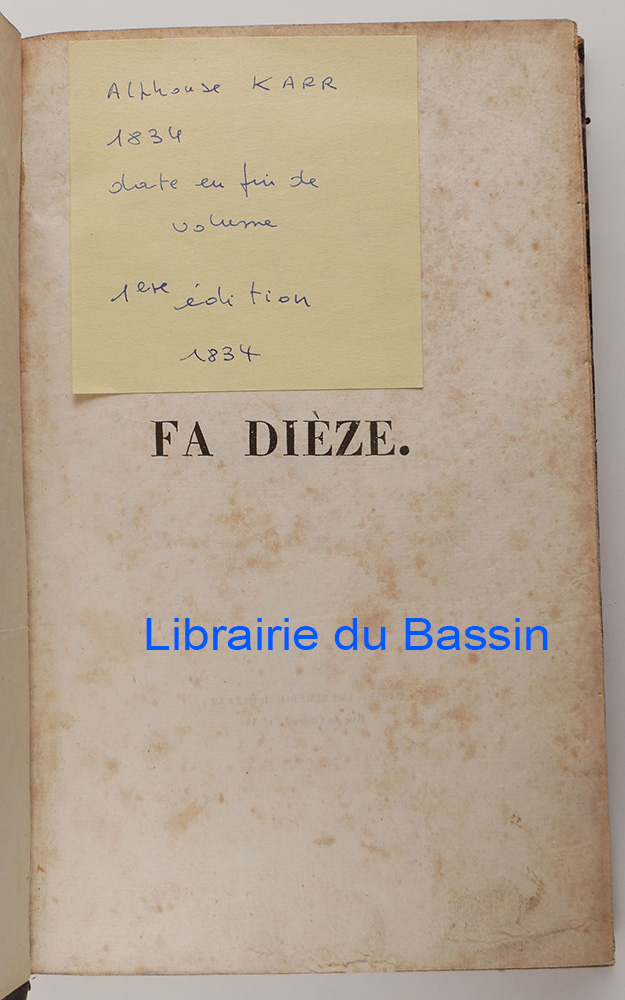 Alphonse KARR
1834
date en fin de
volume
1ere édition
1834
FA DIÈZE.
Librairie du Bassin